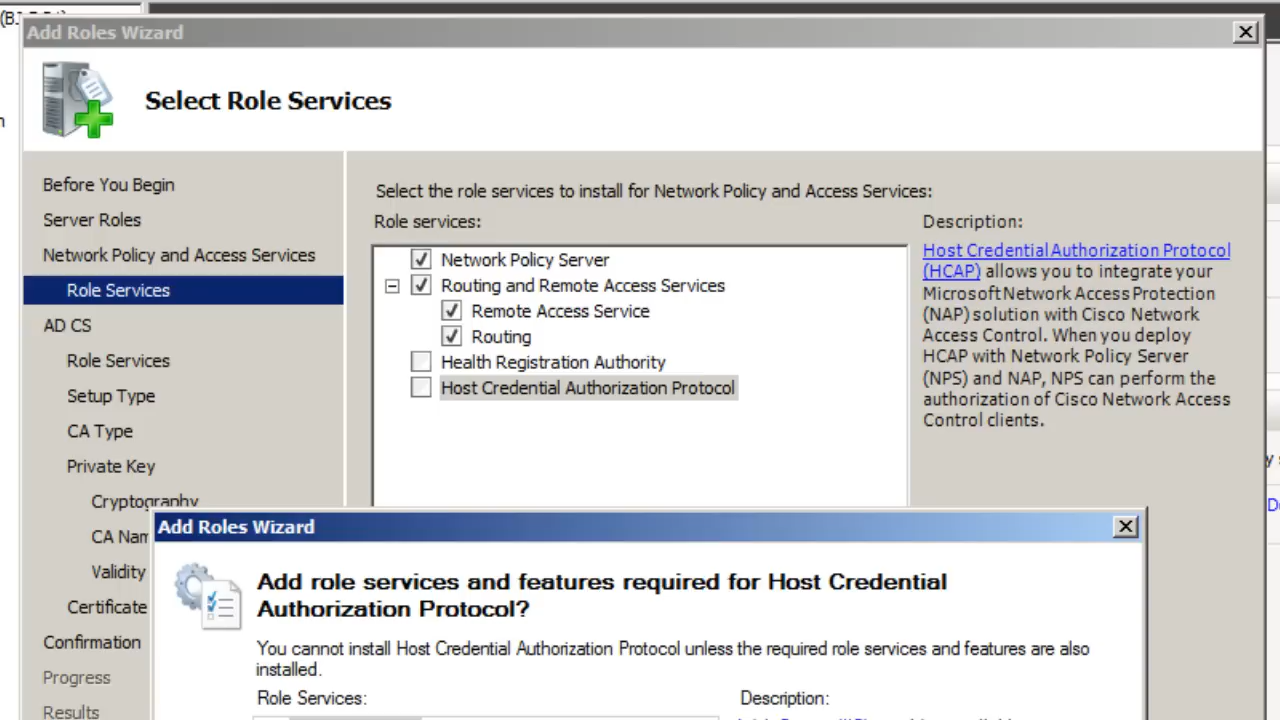 Add Roles Wizard
Select Role Services
Before You Begin
Server Roles
Network Policy and Access Services
Role Services
AD CS
Role Services
Setup Type
CA Type
Private Key
Cryptography
CA Nam
Validity
Certificate
Confirmation
Progress
Results
Select the role services to install for Network Policy and Access Services:
Role services:
Network Policy Server
Routing and Remote Access Services
Remote Access Service
Routing
Health Registration Authority
Host Credential Authorization Protocol
Description:
Host Credential Authorization Protocol
(HCAP) allows you to integrate your
Microsoft Network Access Protection
(NAP) solution with Cisco Network
Access Control. When you deploy
HCAP with Network Policy Server
(NPS) and NAP, NPS can perform the
authorization of Cisco Network Access
Control clients.
Add Roles Wizard
Add role services and features required for Host Credential
Authorization Protocol?
You cannot install Host Credential Authorization Protocol unless the required role services and features are also
installed.
Role Services:
Description: